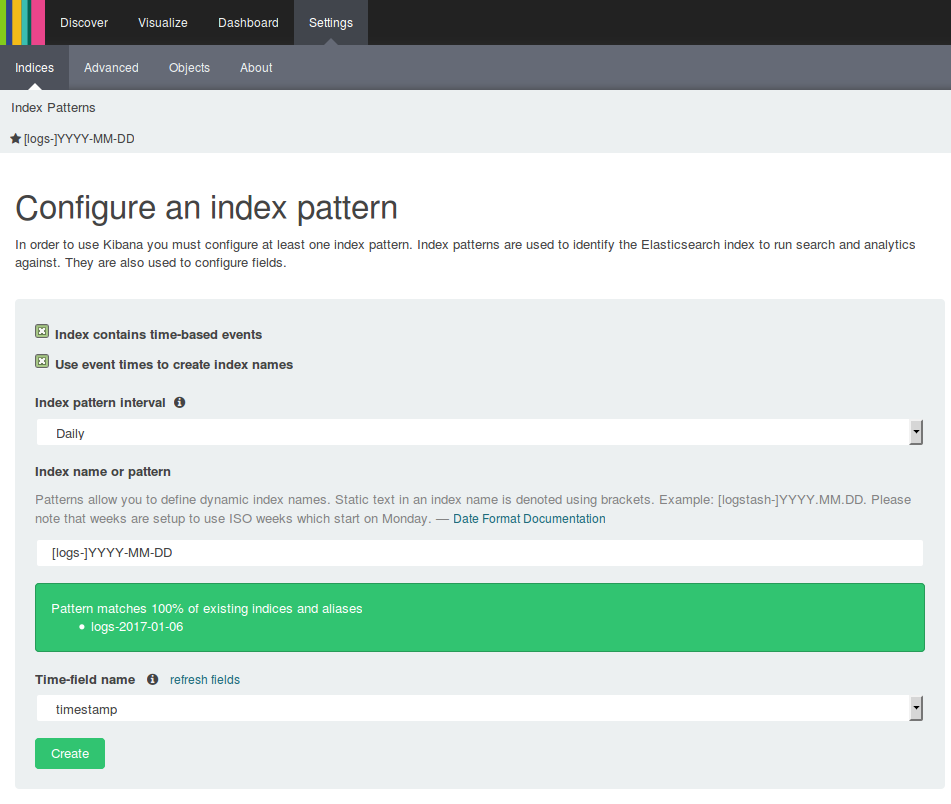 Discover Visualize Dashboard Settings
Indices Advanced Objects About
Index Patterns
[logs-]YYYY-MM-DD
Configure an index pattern
In order to use Kibana you must configure at least one index pattern. Index patterns are used to identify the Elasticsearch index to run search and analytics
against. They are also used to configure fields.
Index contains time-based events
Use event times to create index names
Index pattern interval
Daily
Index name or pattern
Patterns allow you to define dynamic index names. Static text in an index name is denoted using brackets. Example: [logstash-]YYYY.MM.DD. Please
note that weeks are setup to use ISO weeks which start on Monday. — Date Format Documentation
[logs-]YYYY-MM-DD
Pattern matches 100% of existing indices and aliases
• logs-2017-01-06
Time-field name refresh fields
timestamp
Create